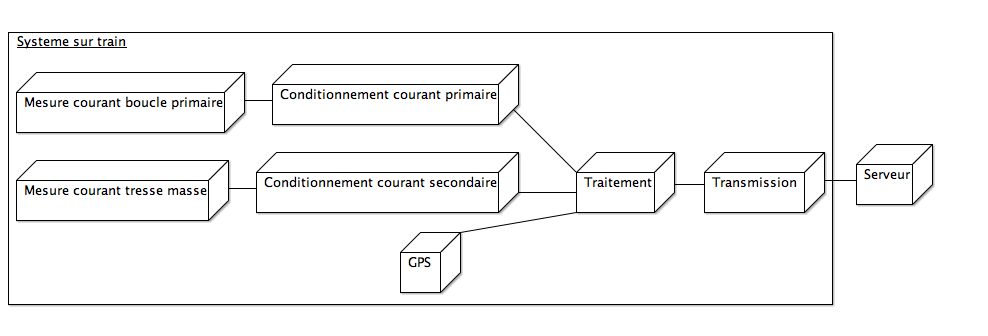 Systeme sur train
Mesure courant boucle primaire
Conditionnement courant primaire
Mesure courant tresse masse
Conditionnement courant secondaire
Traitement
Transmission
Serveur
GPS